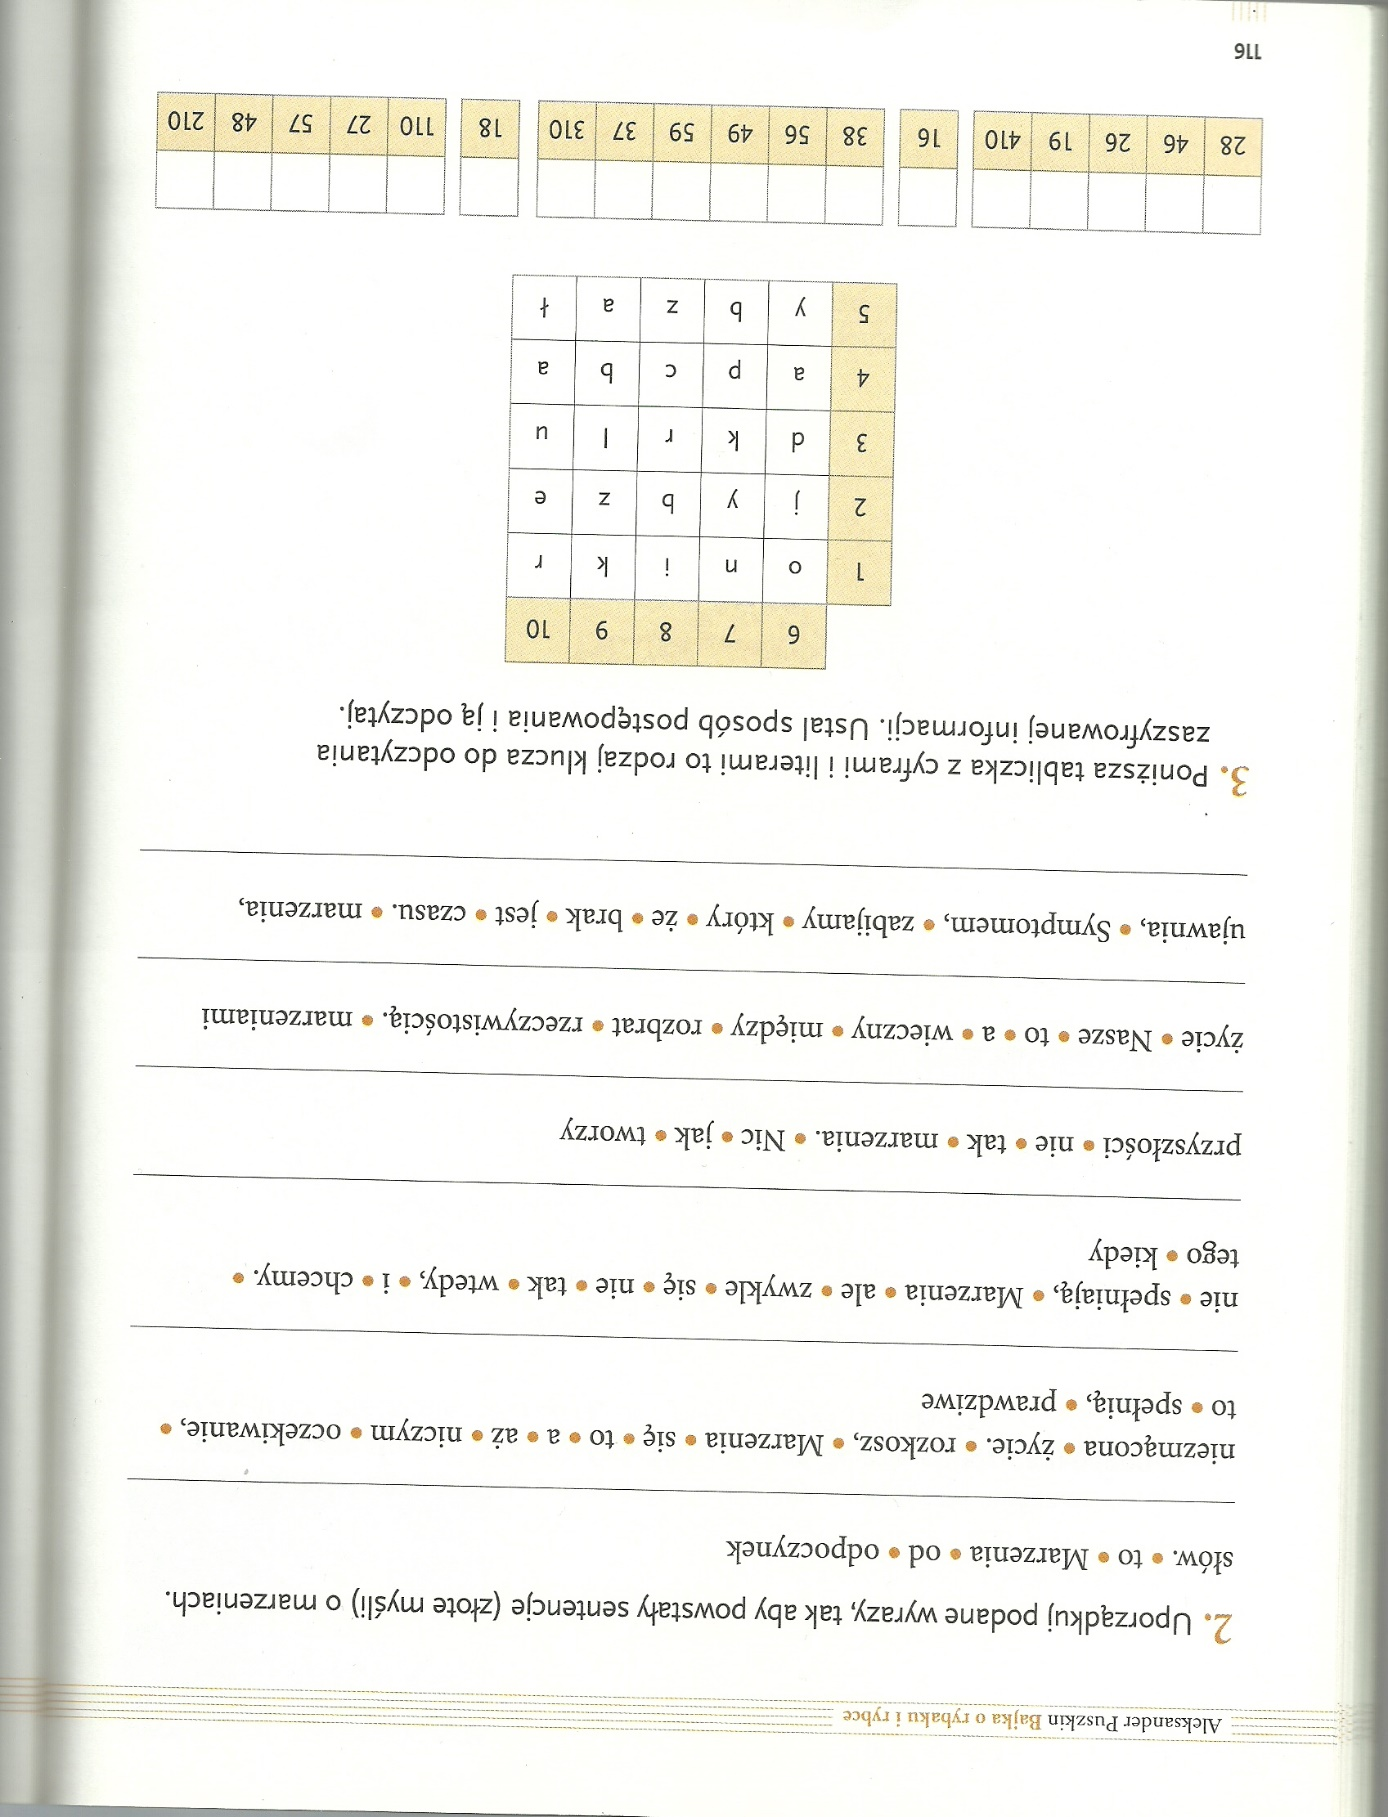 Aleksander Puszkin Bajka o rybaku i rybce
2. Uporządkuj podane wyrazy, tak aby powstały sentencje (złote myśli) o marzeniach.
słów. • to • Marzenia • od • odpoczynek
niezmącona • życie. • rozkosz, • Marzenia • się • to • a • aż • niczym • oczekiwanie, •
to • spełnią, • prawdziwe
nie • spełniają, • Marzenia • ale • zwykle • się • nie • tak • wtedy, • i • chcemy. •
tego • kiedy
przyszłości • nie • tak • marzenia. • Nic • jak • tworzy
życie • Nasze • to • a • wieczny • między • rozbrat • rzeczywistością. • marzeniami
ujawnia, • Symptomem, • zabijamy • który • że • brak • jest • czasu. • marzenia,
3. Poniższa tabliczka z cyframi i literami to rodzaj klucza do odczytania
zaszyfrowanej informacji. Ustal sposób postępowania i ją odczytaj.
6 7 8 9 10
1 o n i k r
2 j y b z e
3 d k r l u
4 a p c b a
5 y b z a ł
28 46 26 19 410 16 38 56 49 59 37 310 18 110 27 57 48 210
116